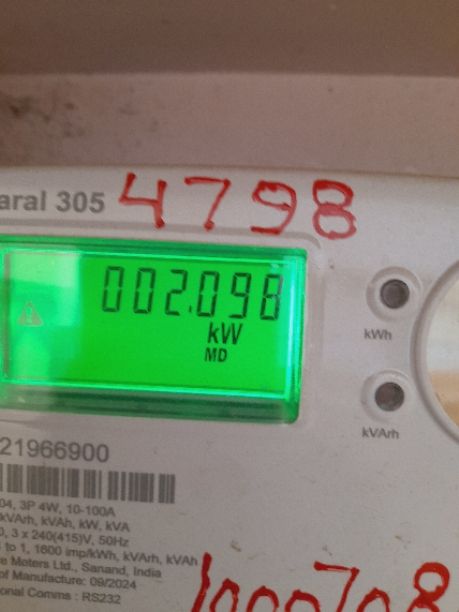 aral 305 4798
002.098
kW
MD
kWh
kVArh
21966900
04, 3P 4W, 10-100A
kVArh, kVAh, kW, kVA
0, 3 x 240(415)V, 50Hz
to 1, 1600 imp/kWh, kVArh, kVAh
e Meters Ltd., Sanand, India
of Manufacture: 09/2024
onal Comms : RS232
1000708